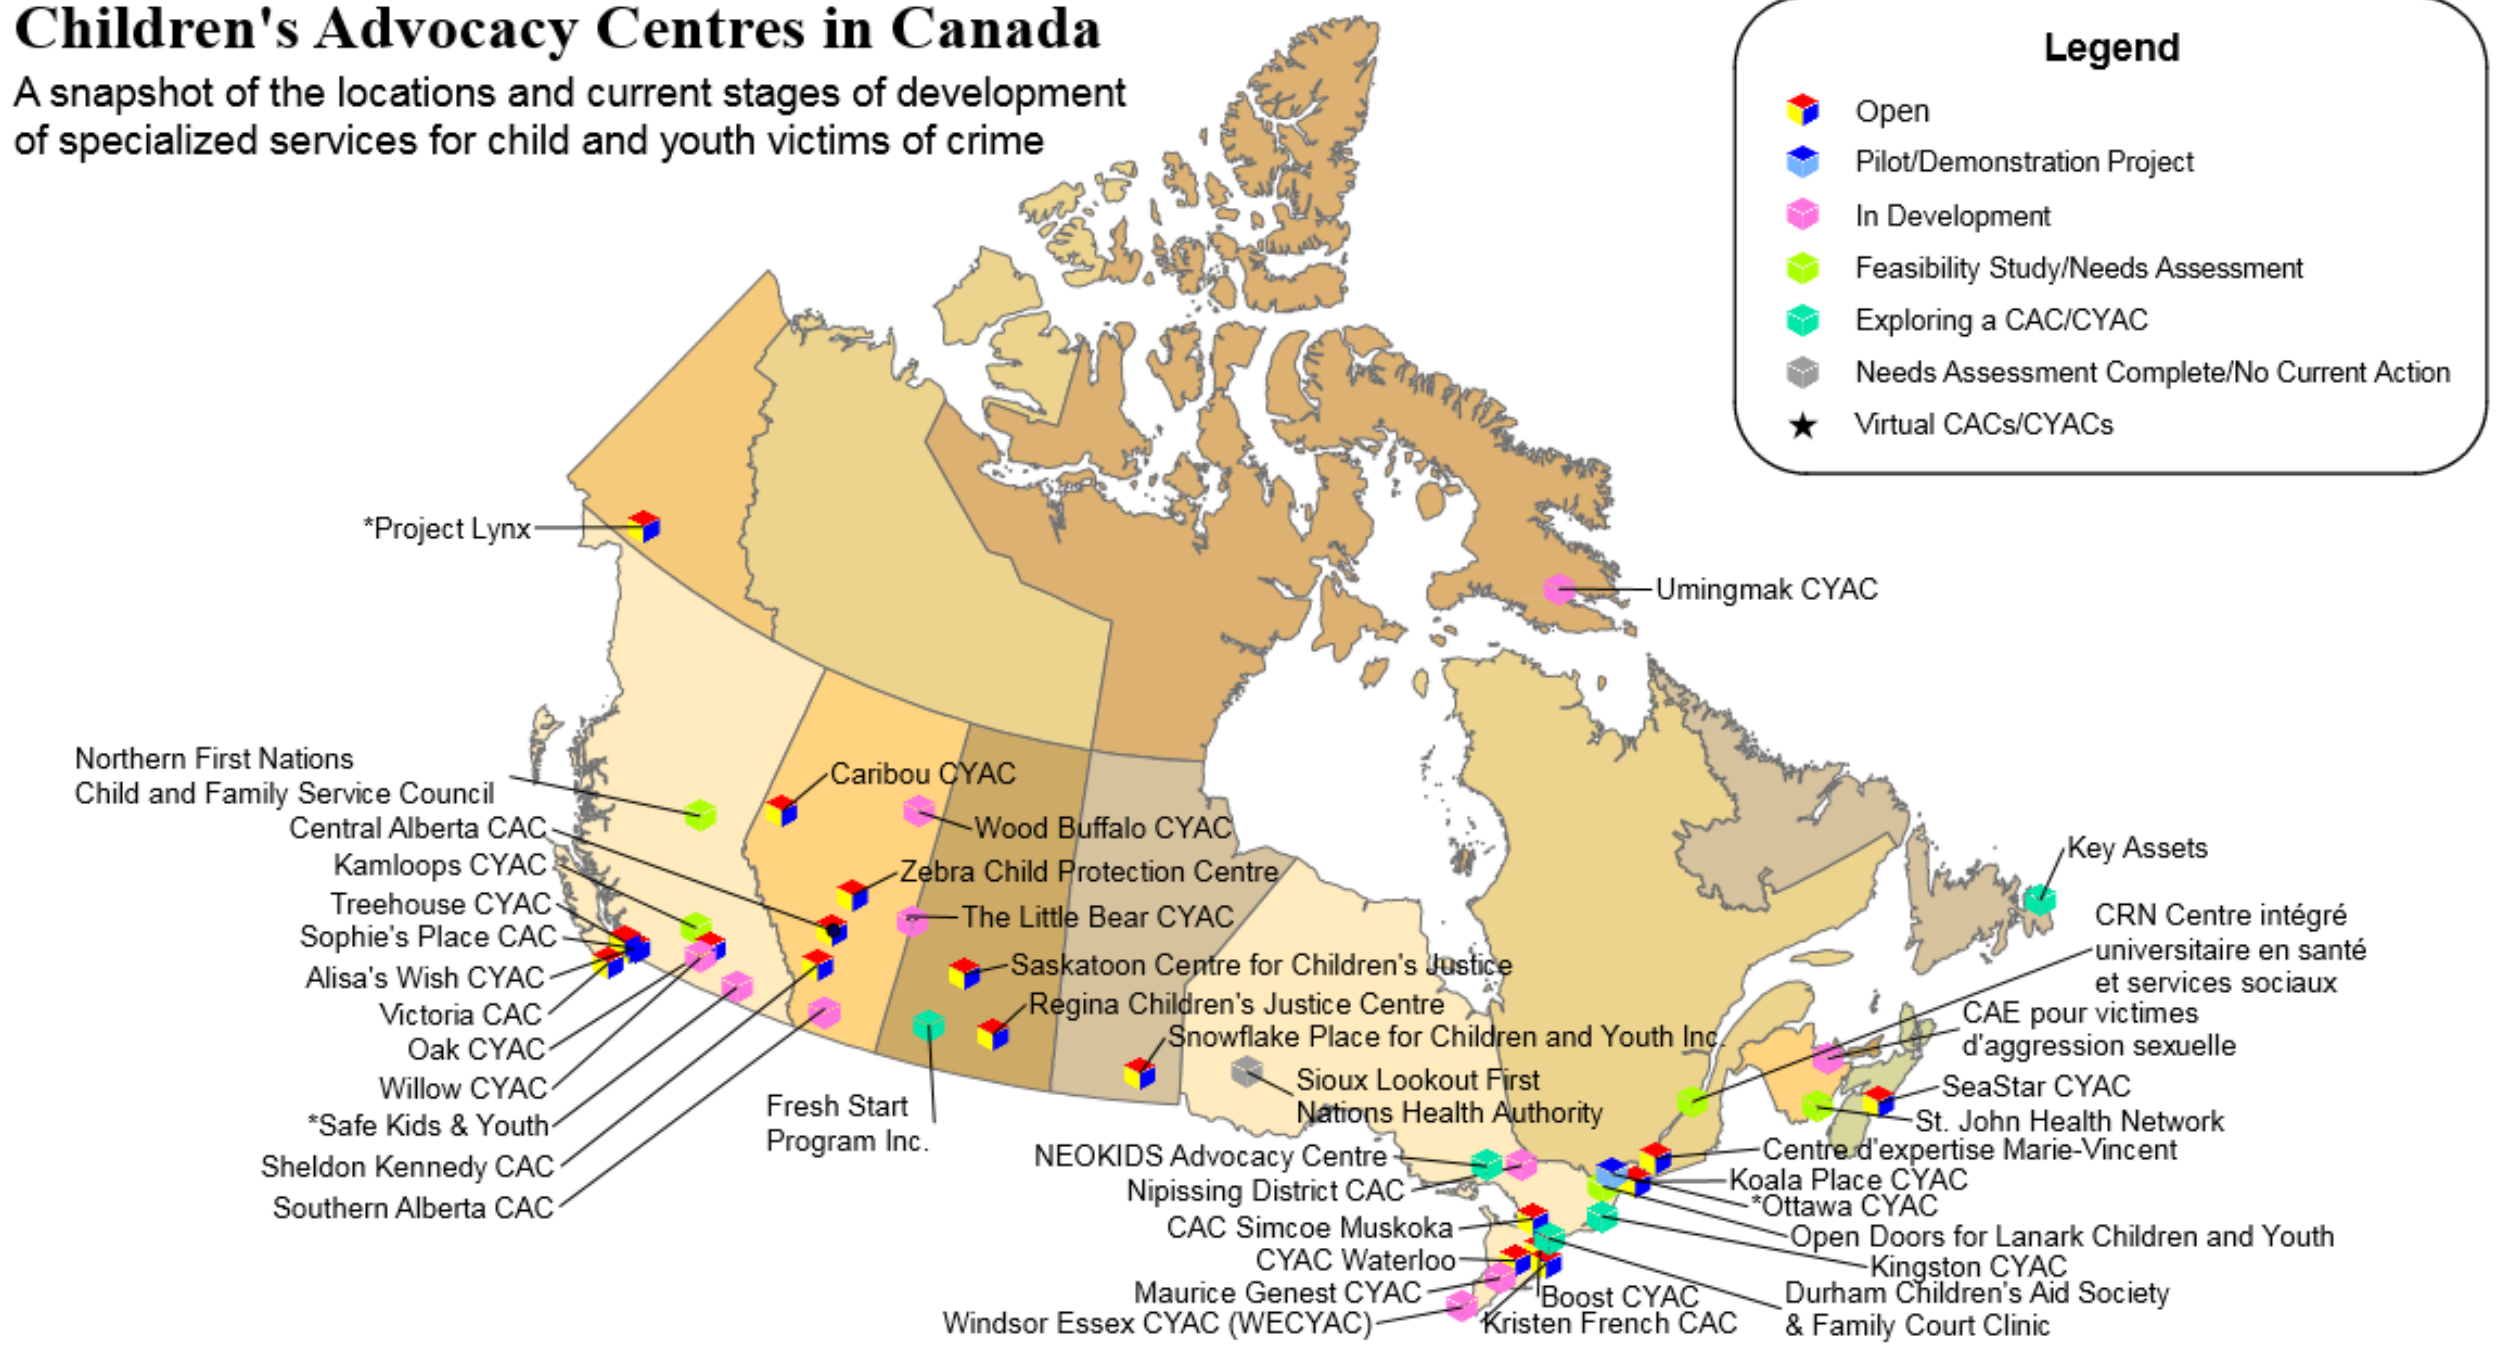 Children's Advocacy Centres in Canada
A snapshot of the locations and current stages of development
of specialized services for child and youth victims of crime
Legend
Open
Pilot/Demonstration Project
In Development
Feasibility Study/Needs Assessment
Exploring a CAC/CYAC
Needs Assessment Complete/No Current Action
Virtual CACs/CYACs
*Project Lynx
Umingmak CYAC
Northern First Nations
Child and Family Service Council
Central Alberta CAC
Kamloops CYAC
Treehouse CYAC
Sophie's Place CAC
Alisa's Wish CYAC
Victoria CAC
Oak CYAC
Willow CYAC
*Safe Kids & Youth
Sheldon Kennedy CAC
Southern Alberta CAC
Caribou CYAC
Wood Buffalo CYAC
Zebra Child Protection Centre
The Little Bear CYAC
Saskatoon Centre for Children's Justice
Regina Children's Justice Centre
Snowflake Place for Children and Youth Inc.
Fresh Start
Program Inc.
Sioux Lookout First
Nations Health Authority
NEOKIDS Advocacy Centre
Nipissing District CAC
CAC Simcoe Muskoka
CYAC Waterloo
Maurice Genest CYAC
Windsor Essex CYAC (WECYAC)
Key Assets
CRN Centre intégré
universitaire en santé
et services sociaux
CAE pour victimes
d'aggression sexuelle
SeaStar CYAC
St. John Health Network
Centre d'expertise Marie-Vincent
Koala Place CYAC
*Ottawa CYAC
Open Doors for Lanark Children and Youth
Kingston CYAC
Durham Children's Aid Society
& Family Court Clinic
Boost CYAC
Kristen French CAC